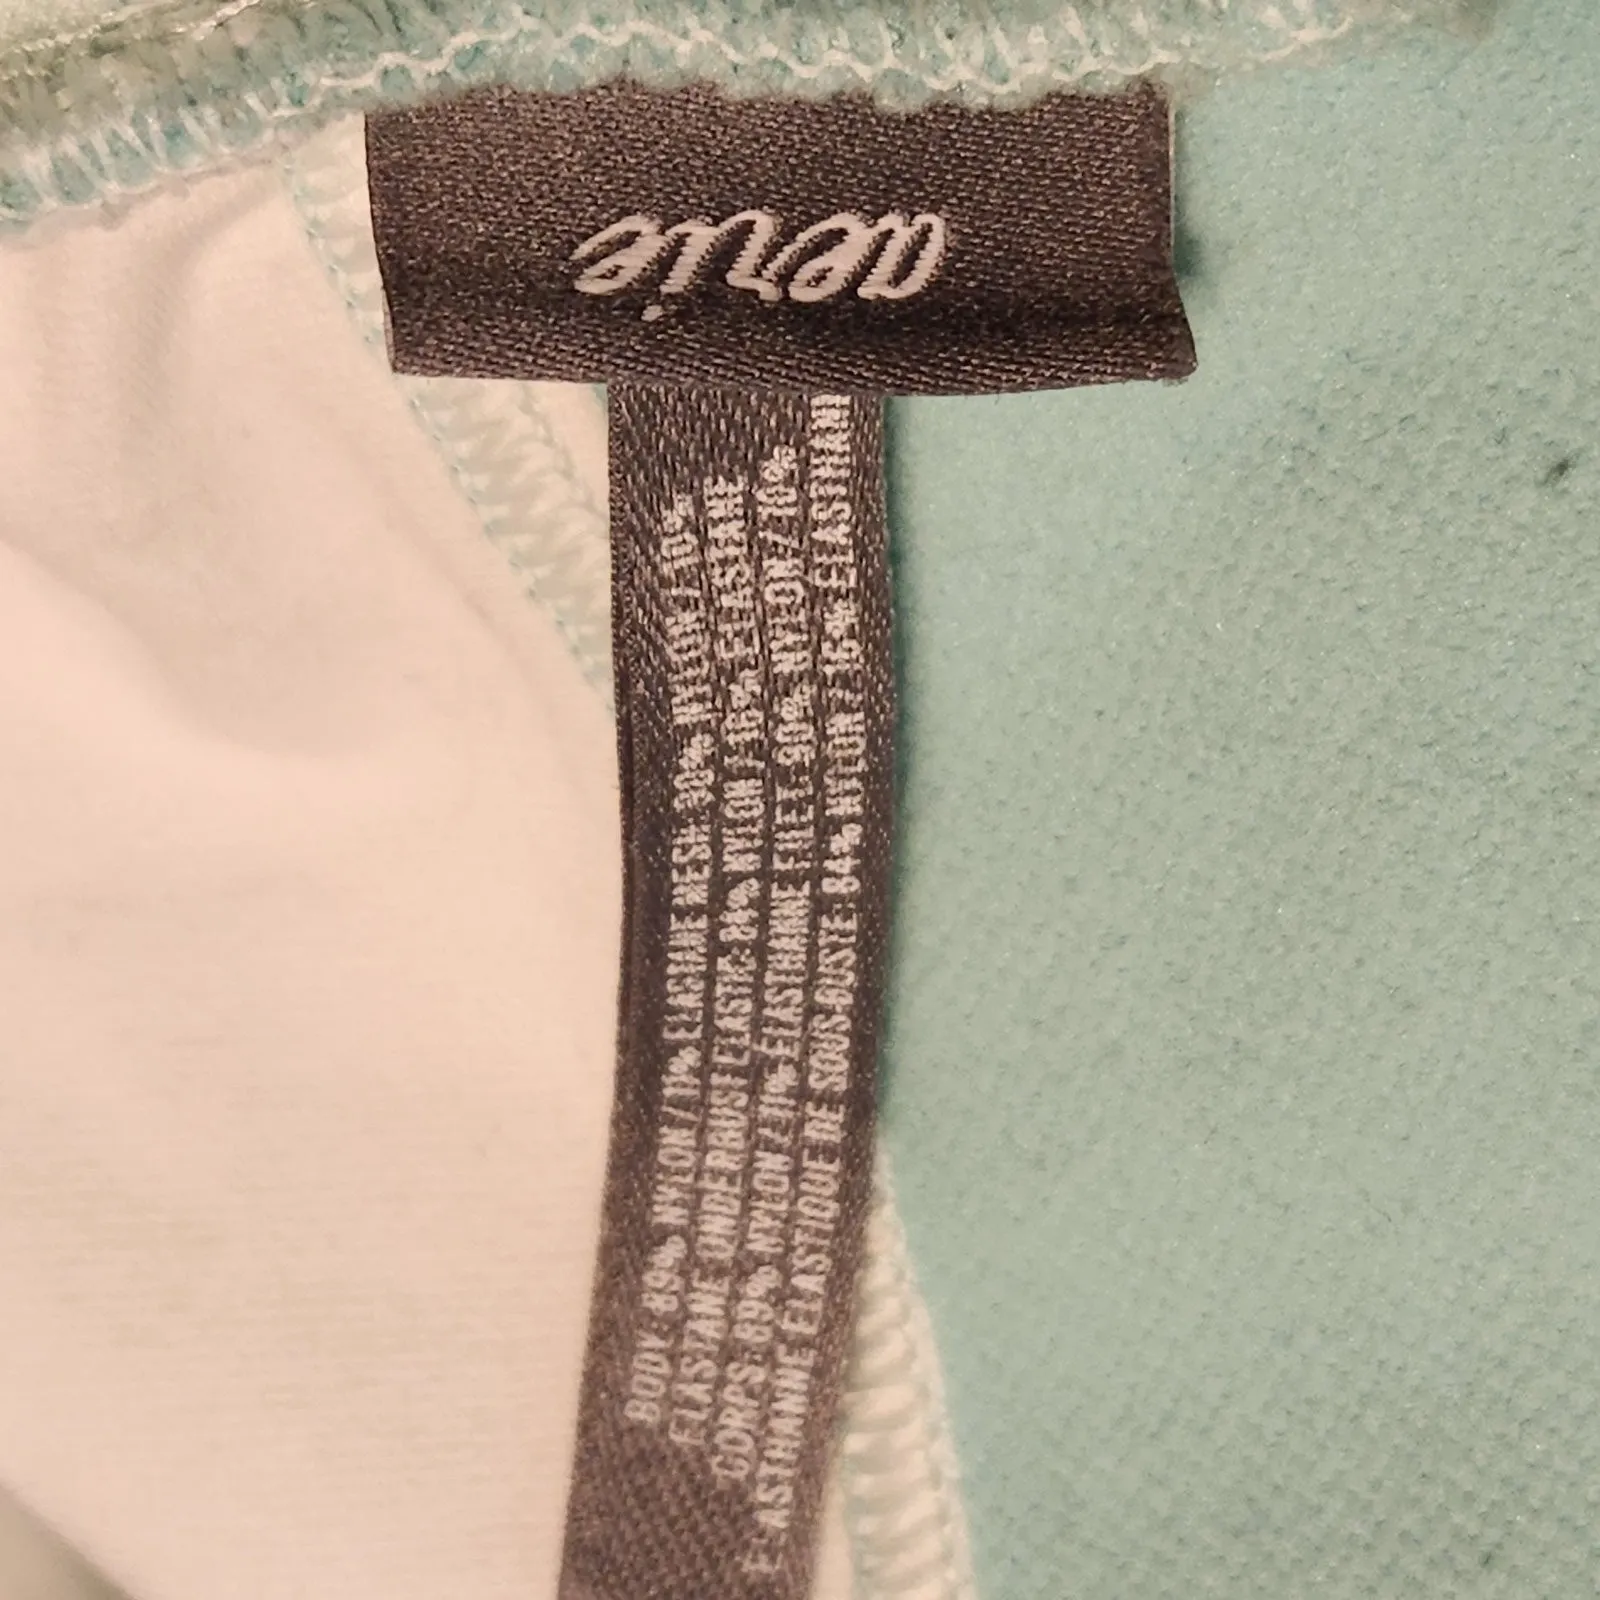 aerie
BODY: 89% NYLON / 11% ELASTANE MESH: 90% NYLON / 10%
ELASTANE UNDERBUST ELASTIC: 84% NYLON / 16% ELASTANE
CORPS: 89% NYLON / 11% ELASTHANNE FILET: 90% NYLON / 10%
ELASTHANNE ELASTIQUE DE SOUS-BUSTE: 84% NYLON / 16% ELASTHANNE